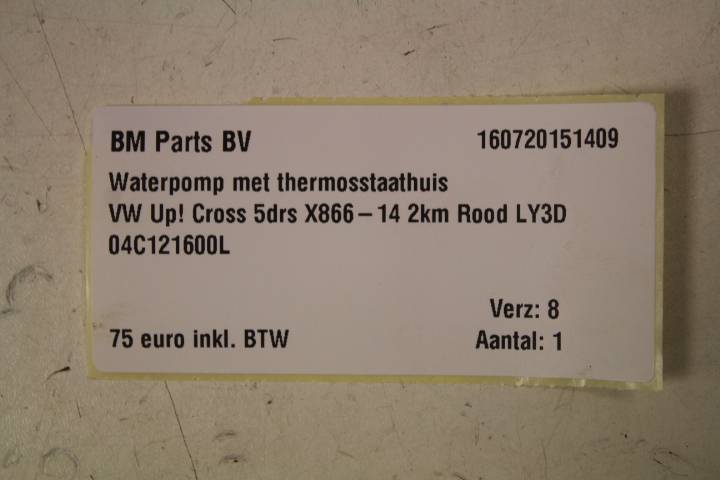 BM Parts BV 160720151409
Waterpomp met thermosstaathuis
VW Up! Cross 5drs X866-14 2km Rood LY3D
04C121600L
Verz: 8
75 euro inkl. BTW Aantal: 1